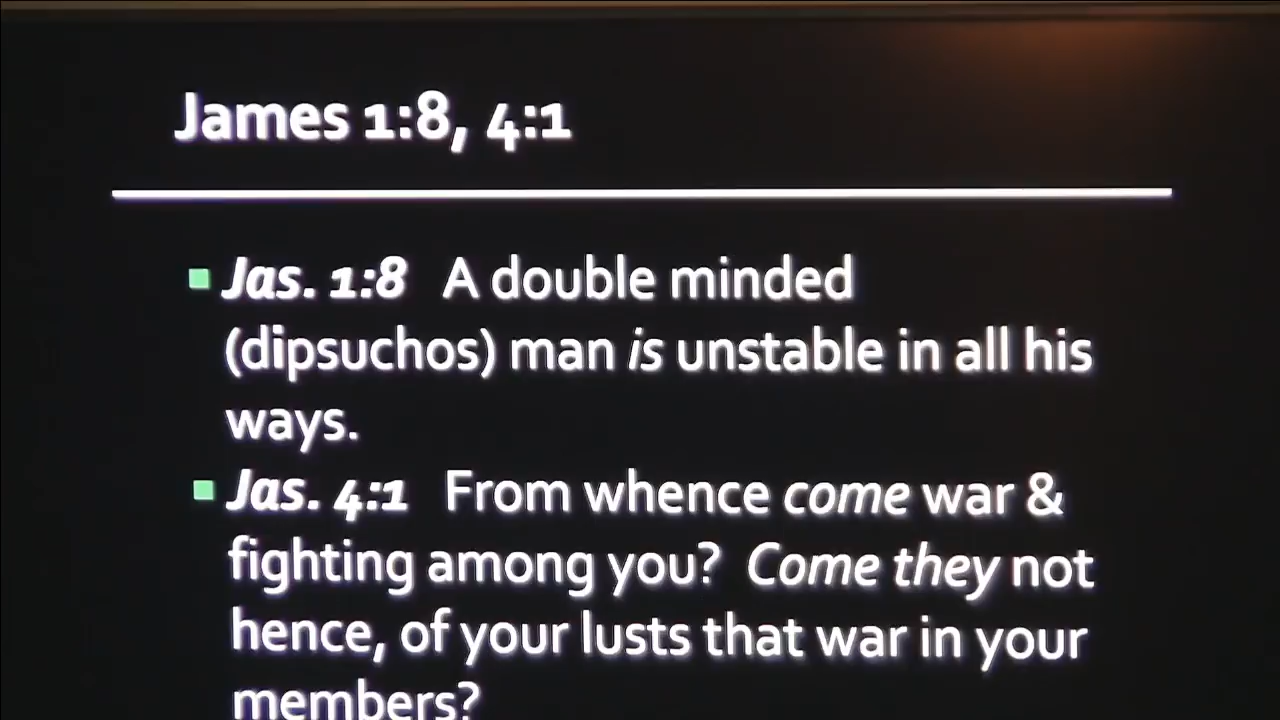 James 1:8, 4:1
Jas. 1:8 A double minded
(dipsuchos) man is unstable in all his
ways.
Jas. 4:1 From whence come war &
fighting among you? Come they not
hence, of your lusts that war in your
members?